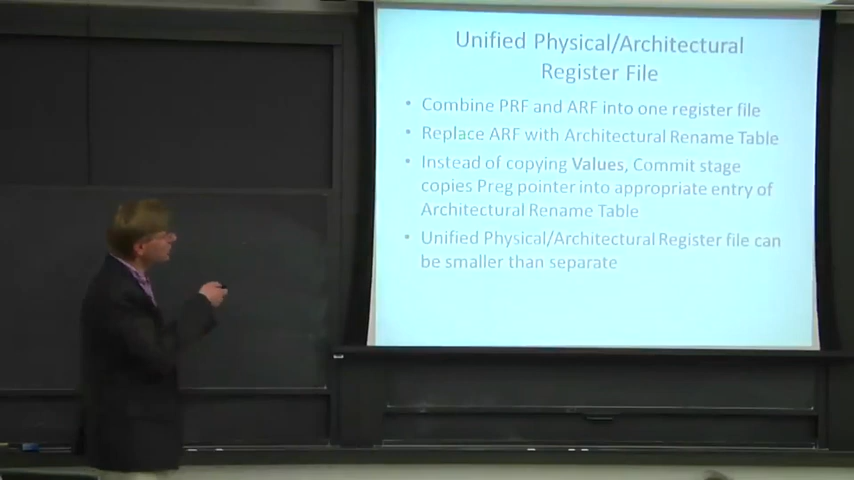 Unified Physical/Architectural
Register File
• Combine PRF and ARF into one register file
• Replace ARF with Architectural Rename Table
• Instead of copying Values, Commit stage
copies Preg pointer into appropriate entry of
Architectural Rename Table
• Unified Physical/Architectural Register file can
be smaller than separate